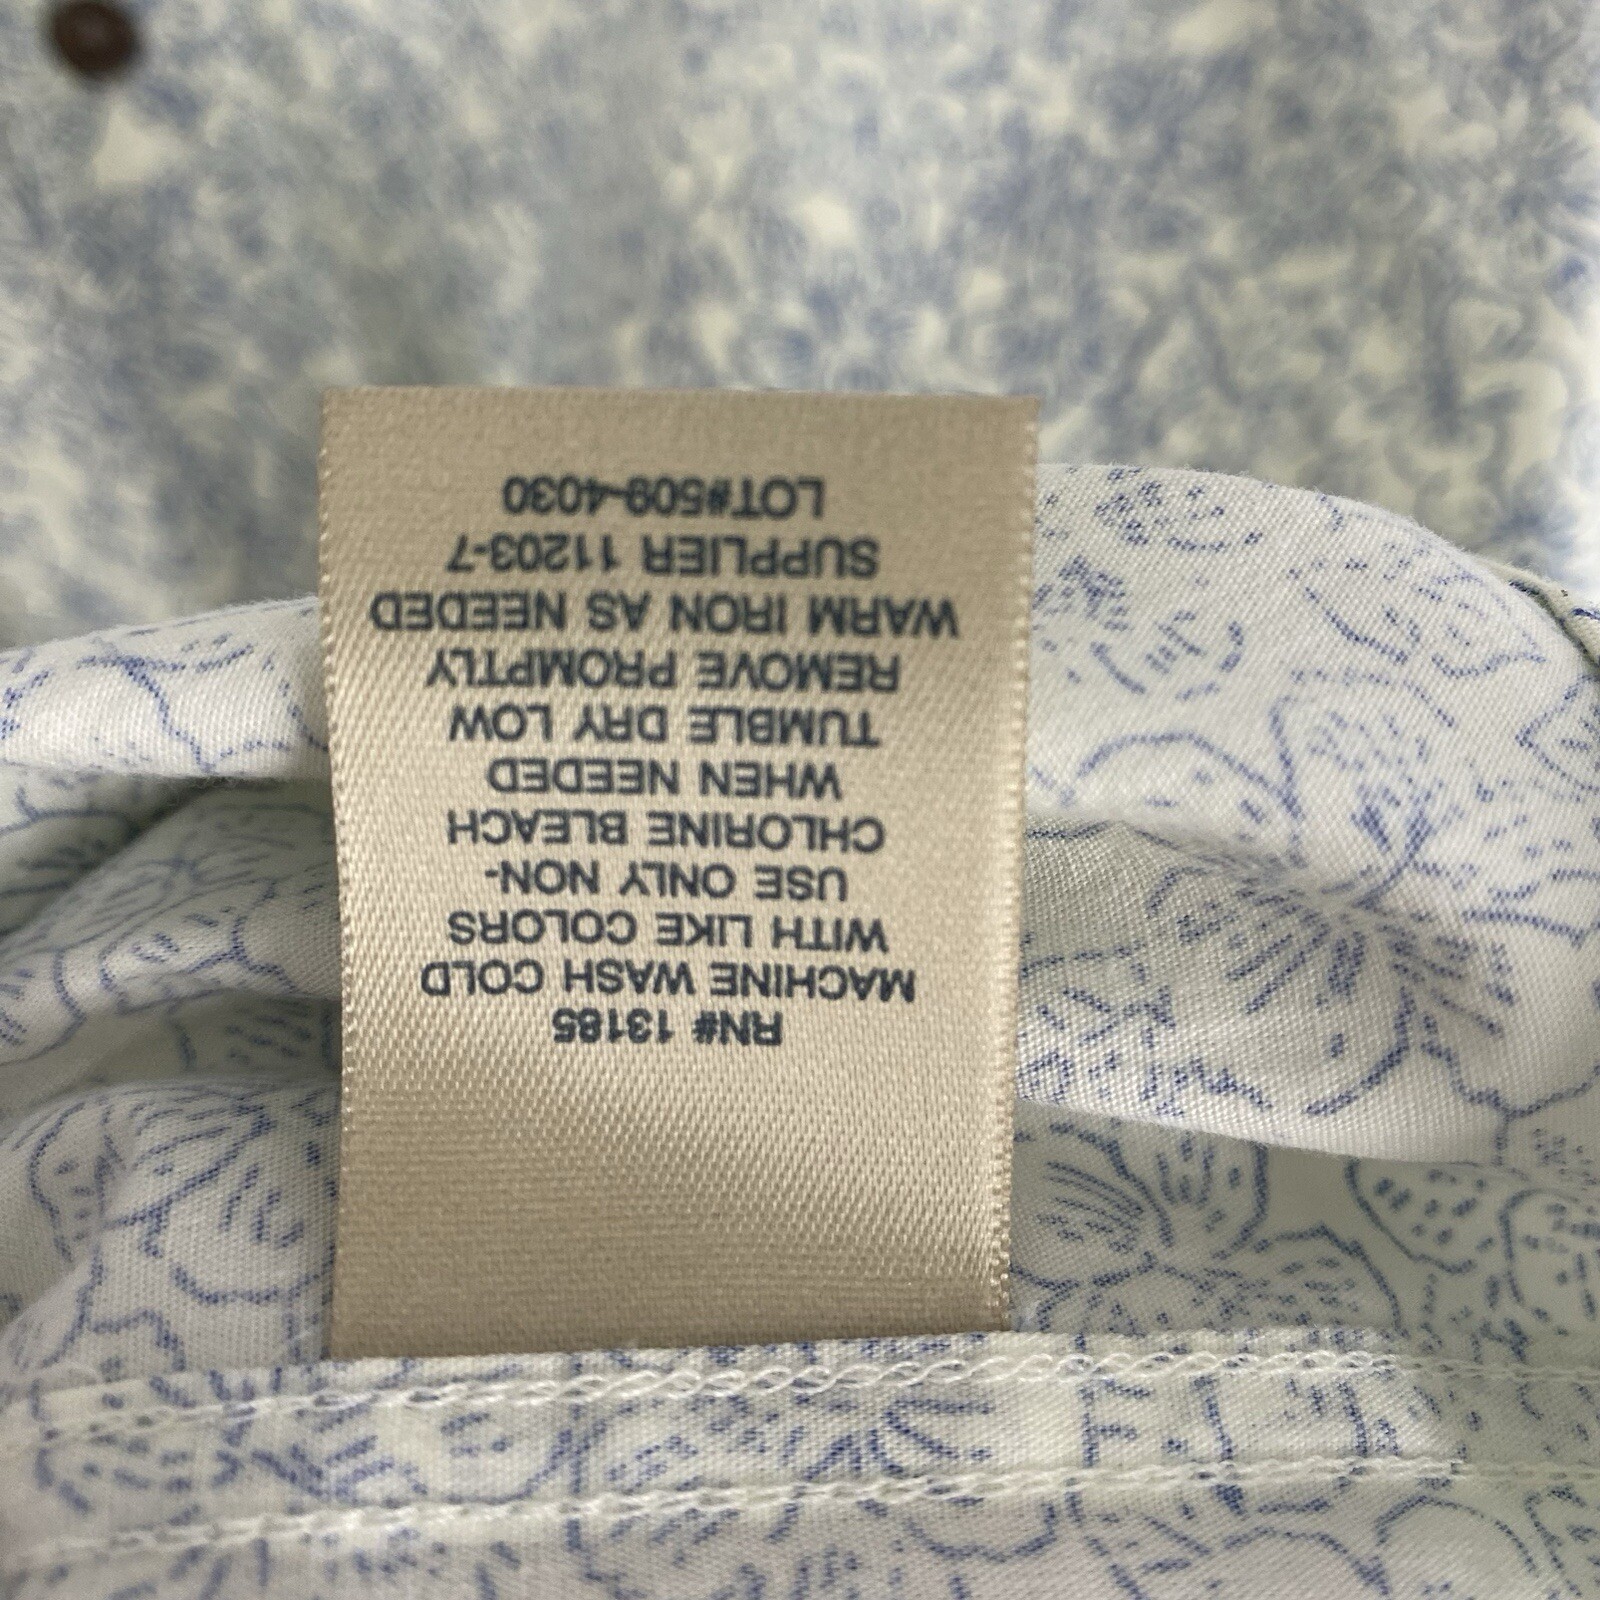 RN# 13185
MACHINE WASH COLD
WITH LIKE COLORS
USE ONLY NON-
CHLORINE BLEACH
WHEN NEEDED
TUMBLE DRY LOW
REMOVE PROMPTLY
WARM IRON AS NEEDED
SUPPLIER 11203-7
LOT#509-4030